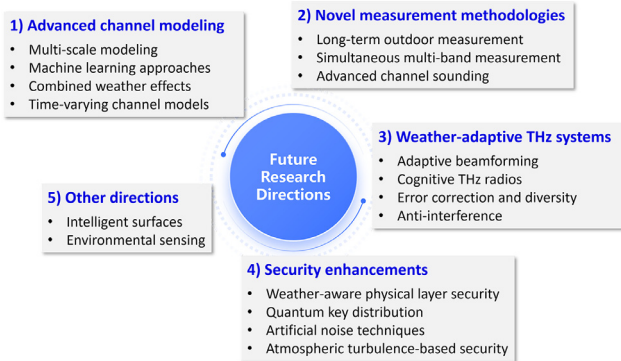 1) Advanced channel modeling
• Multi-scale modeling
• Machine learning approaches
• Combined weather effects
• Time-varying channel models
2) Novel measurement methodologies
• Long-term outdoor measurement
• Simultaneous multi-band measurement
• Advanced channel sounding
Future
Research
Directions
3) Weather-adaptive THz systems
• Adaptive beamforming
• Cognitive THz radios
• Error correction and diversity
• Anti-interference
5) Other directions
• Intelligent surfaces
• Environmental sensing
4) Security enhancements
• Weather-aware physical layer security
• Quantum key distribution
• Artificial noise techniques
• Atmospheric turbulence-based security